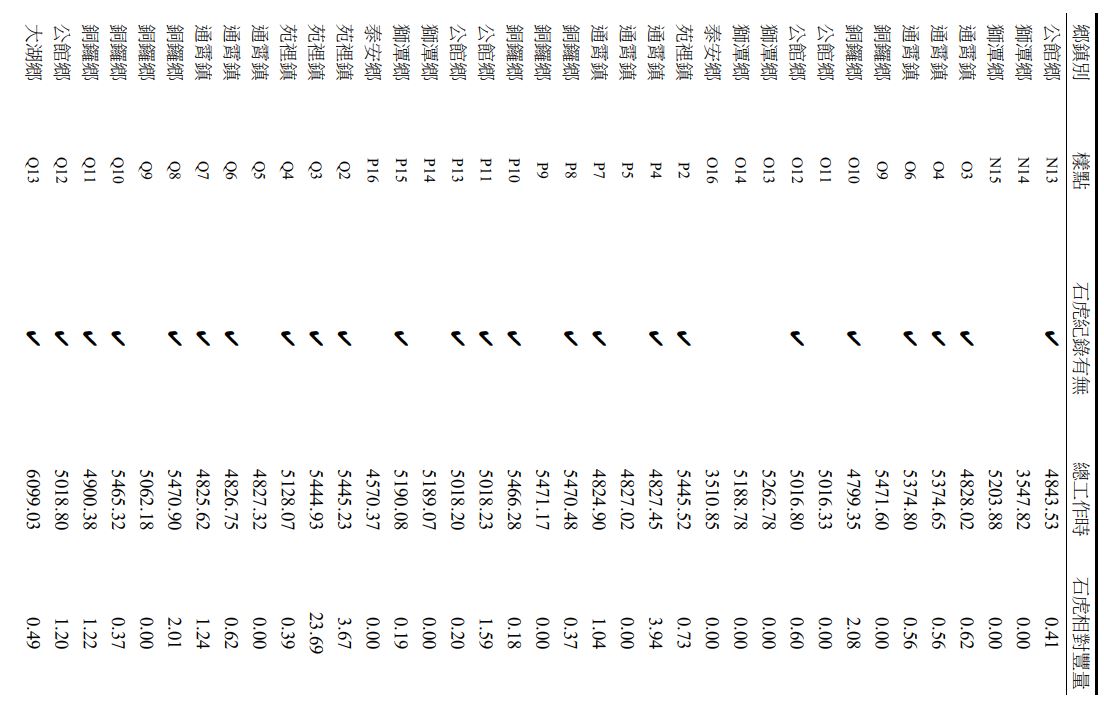 鄉鎮別 樣點 石虎紀錄有無 總工作時 石虎相對豐量
公館鄉 N13 ✔ 4843.53 0.41
獅潭鄉 N14 3547.82 0.00
獅潭鄉 N15 5203.88 0.00
通霄鎮 O3 ✔ 4828.02 0.62
通霄鎮 O4 ✔ 5374.65 0.56
通霄鎮 O6 ✔ 5374.80 0.56
銅鑼鄉 O9 5471.60 0.00
銅鑼鄉 O10 ✔ 4799.35 2.08
公館鄉 O11 5016.33 0.00
公館鄉 O12 ✔ 5016.80 0.60
獅潭鄉 O13 5262.78 0.00
獅潭鄉 O14 5188.78 0.00
泰安鄉 O16 3510.85 0.00
苑裡鎮 P2 ✔ 5445.52 0.73
通霄鎮 P4 ✔ 4827.45 3.94
通霄鎮 P5 4827.02 0.00
通霄鎮 P7 ✔ 4824.90 1.04
銅鑼鄉 P8 ✔ 5470.48 0.37
銅鑼鄉 P9 5471.17 0.00
銅鑼鄉 P10 ✔ 5466.28 0.18
公館鄉 P11 ✔ 5018.23 1.59
公館鄉 P13 ✔ 5018.20 0.20
獅潭鄉 P14 5189.07 0.00
獅潭鄉 P15 ✔ 5190.08 0.19
泰安鄉 P16 4570.37 0.00
苑裡鎮 Q2 ✔ 5445.23 3.67
苑裡鎮 Q3 ✔ 5444.93 23.69
苑裡鎮 Q4 ✔ 5128.07 0.39
通霄鎮 Q5 4827.32 0.00
通霄鎮 Q6 ✔ 4826.75 0.62
通霄鎮 Q7 ✔ 4825.62 1.24
銅鑼鄉 Q8 ✔ 5470.90 2.01
銅鑼鄉 Q9 5062.18 0.00
銅鑼鄉 Q10 ✔ 5465.32 0.37
銅鑼鄉 Q11 ✔ 4900.38 1.22
公館鄉 Q12 ✔ 5018.80 1.20
大湖鄉 Q13 ✔ 6099.03 0.49